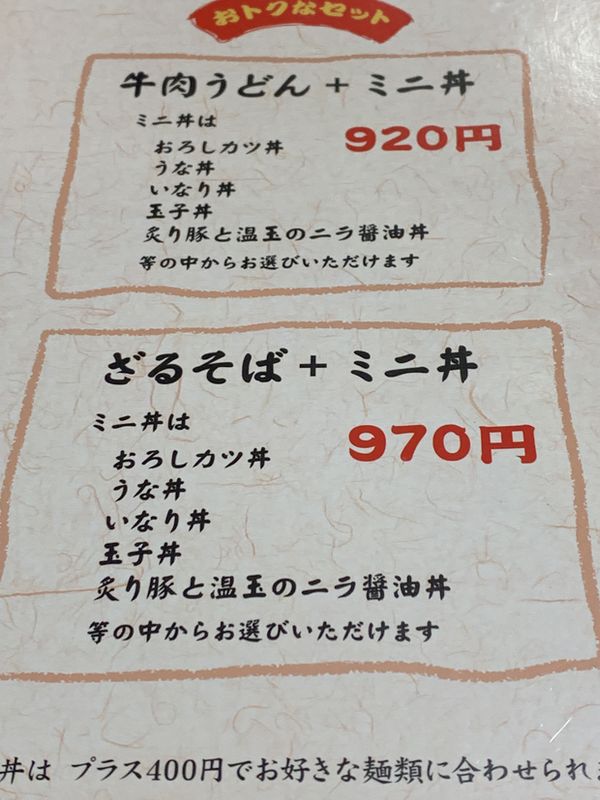 おトクなセット
牛肉うどん + ミニ丼
ミニ丼は
920円
おろしカツ丼
うな丼
いなり丼
玉子丼
炙り豚と温玉のニラ醤油丼
等の中からお選びいただけます
ざるそば + ミニ丼
ミニ丼は
970円
おろしカツ丼
うな丼
いなり丼
玉子丼
炙り豚と温玉のニラ醤油丼
等の中からお選びいただけます
丼は プラス400円でお好きな麺類に合わせられま